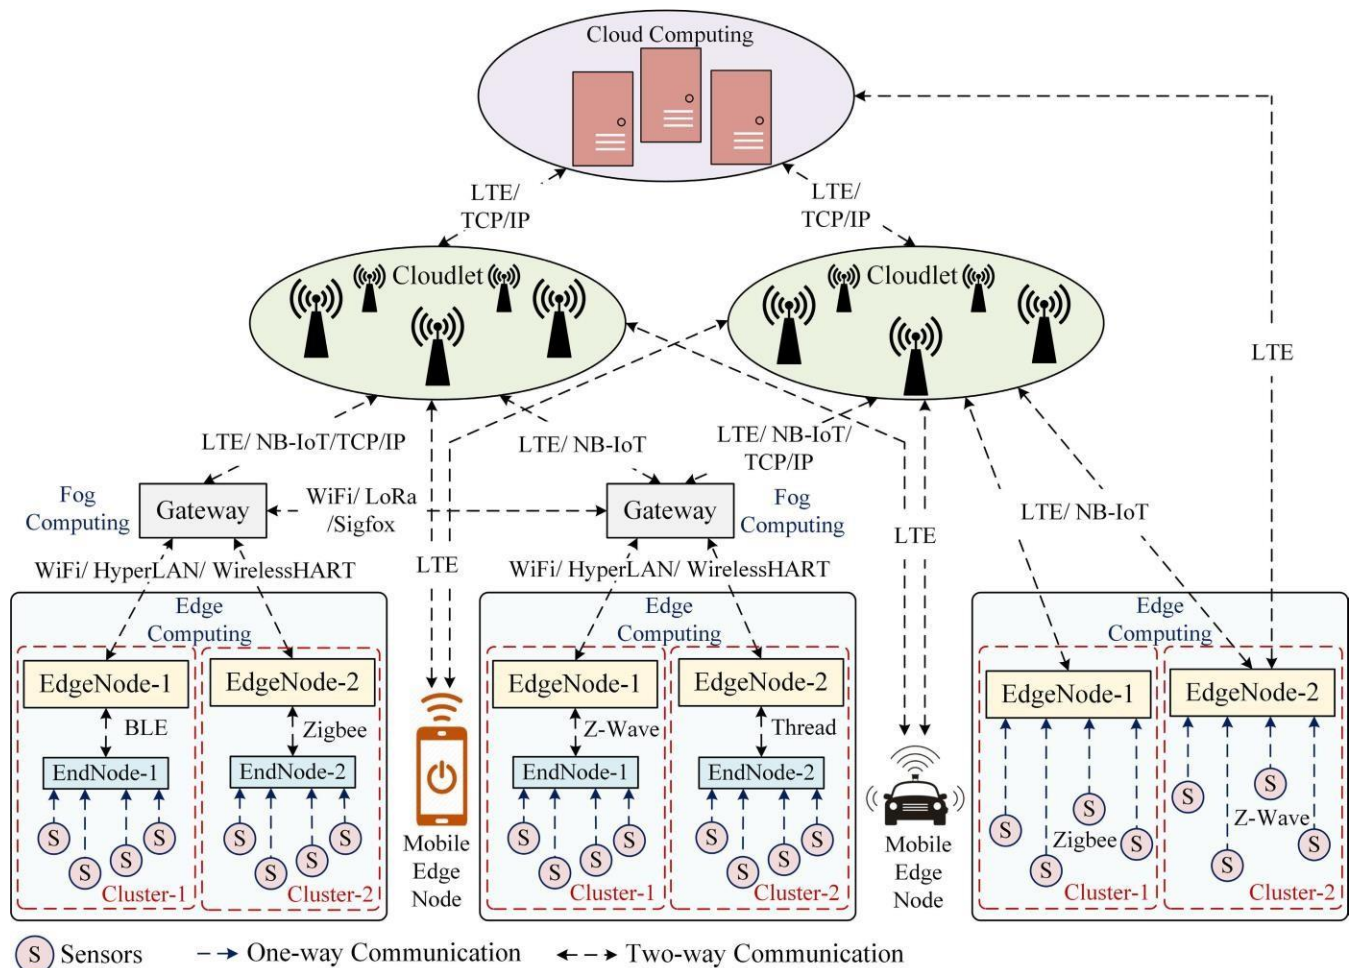 Cloud Computing
LTE/
TCP/IP
LTE/
TCP/IP
Cloudlet
Cloudlet
LTE
LTE/ NB-IoT/TCP/IP
LTE/ NB-IoT
LTE/ NB-IoT/
TCP/IP
Fog
Computing
Gateway
WiFi/ LoRa
/Sigfox
Gateway
Fog
Computing
LTE/ NB-IoT
LTE
LTE
WiFi/ HyperLAN/ WirelessHART
WiFi/ HyperLAN/ WirelessHART
Edge
Computing
EdgeNode-1
EdgeNode-2
BLE
Zigbee
EndNode-1
EndNode-2
S
S
S
S
S
S
S
S
Cluster-1
Cluster-2
Mobile
Edge
Node
Edge
Computing
EdgeNode-1
EdgeNode-2
Z-Wave
Thread
EndNode-1
EndNode-2
S
S
S
S
S
S
S
S
Cluster-1
Cluster-2
Mobile
Edge
Node
Edge
Computing
EdgeNode-1
EdgeNode-2
S
S
S
S
Zigbee
S
S
S
S
Z-Wave
Cluster-1
Cluster-2
S Sensors
One-way Communication
Two-way Communication